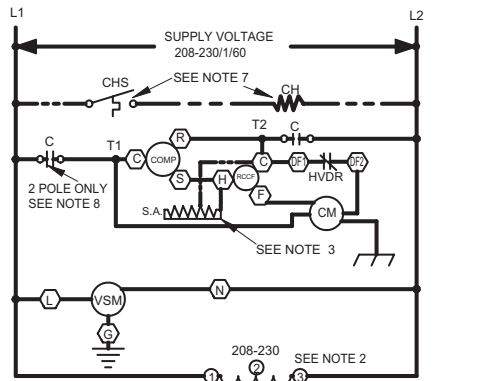 L1 L2
SUPPLY VOLTAGE
208-230/1/60
SEE NOTE 7
CHS CH
C T1 R T2 C
C COMP C DF1 DF2
HVDR
2 POLE ONLY S H RCCF
SEE NOTE 8
F
S.A. CM
SEE NOTE 3
L VSM N
G
208-230
SEE NOTE 2
1 2 3